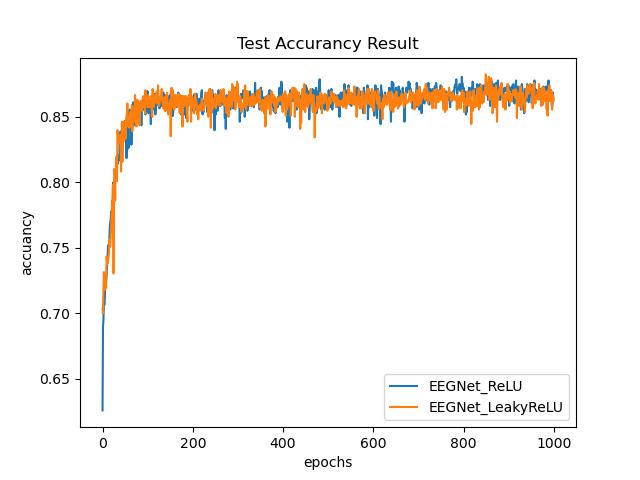 Test Accurancy Result
0.85
0.80
0.75
0.70
0.65
accuancy
EEGNet_ReLU
EEGNet_LeakyReLU
0 200 400 600 800 1000
epochs